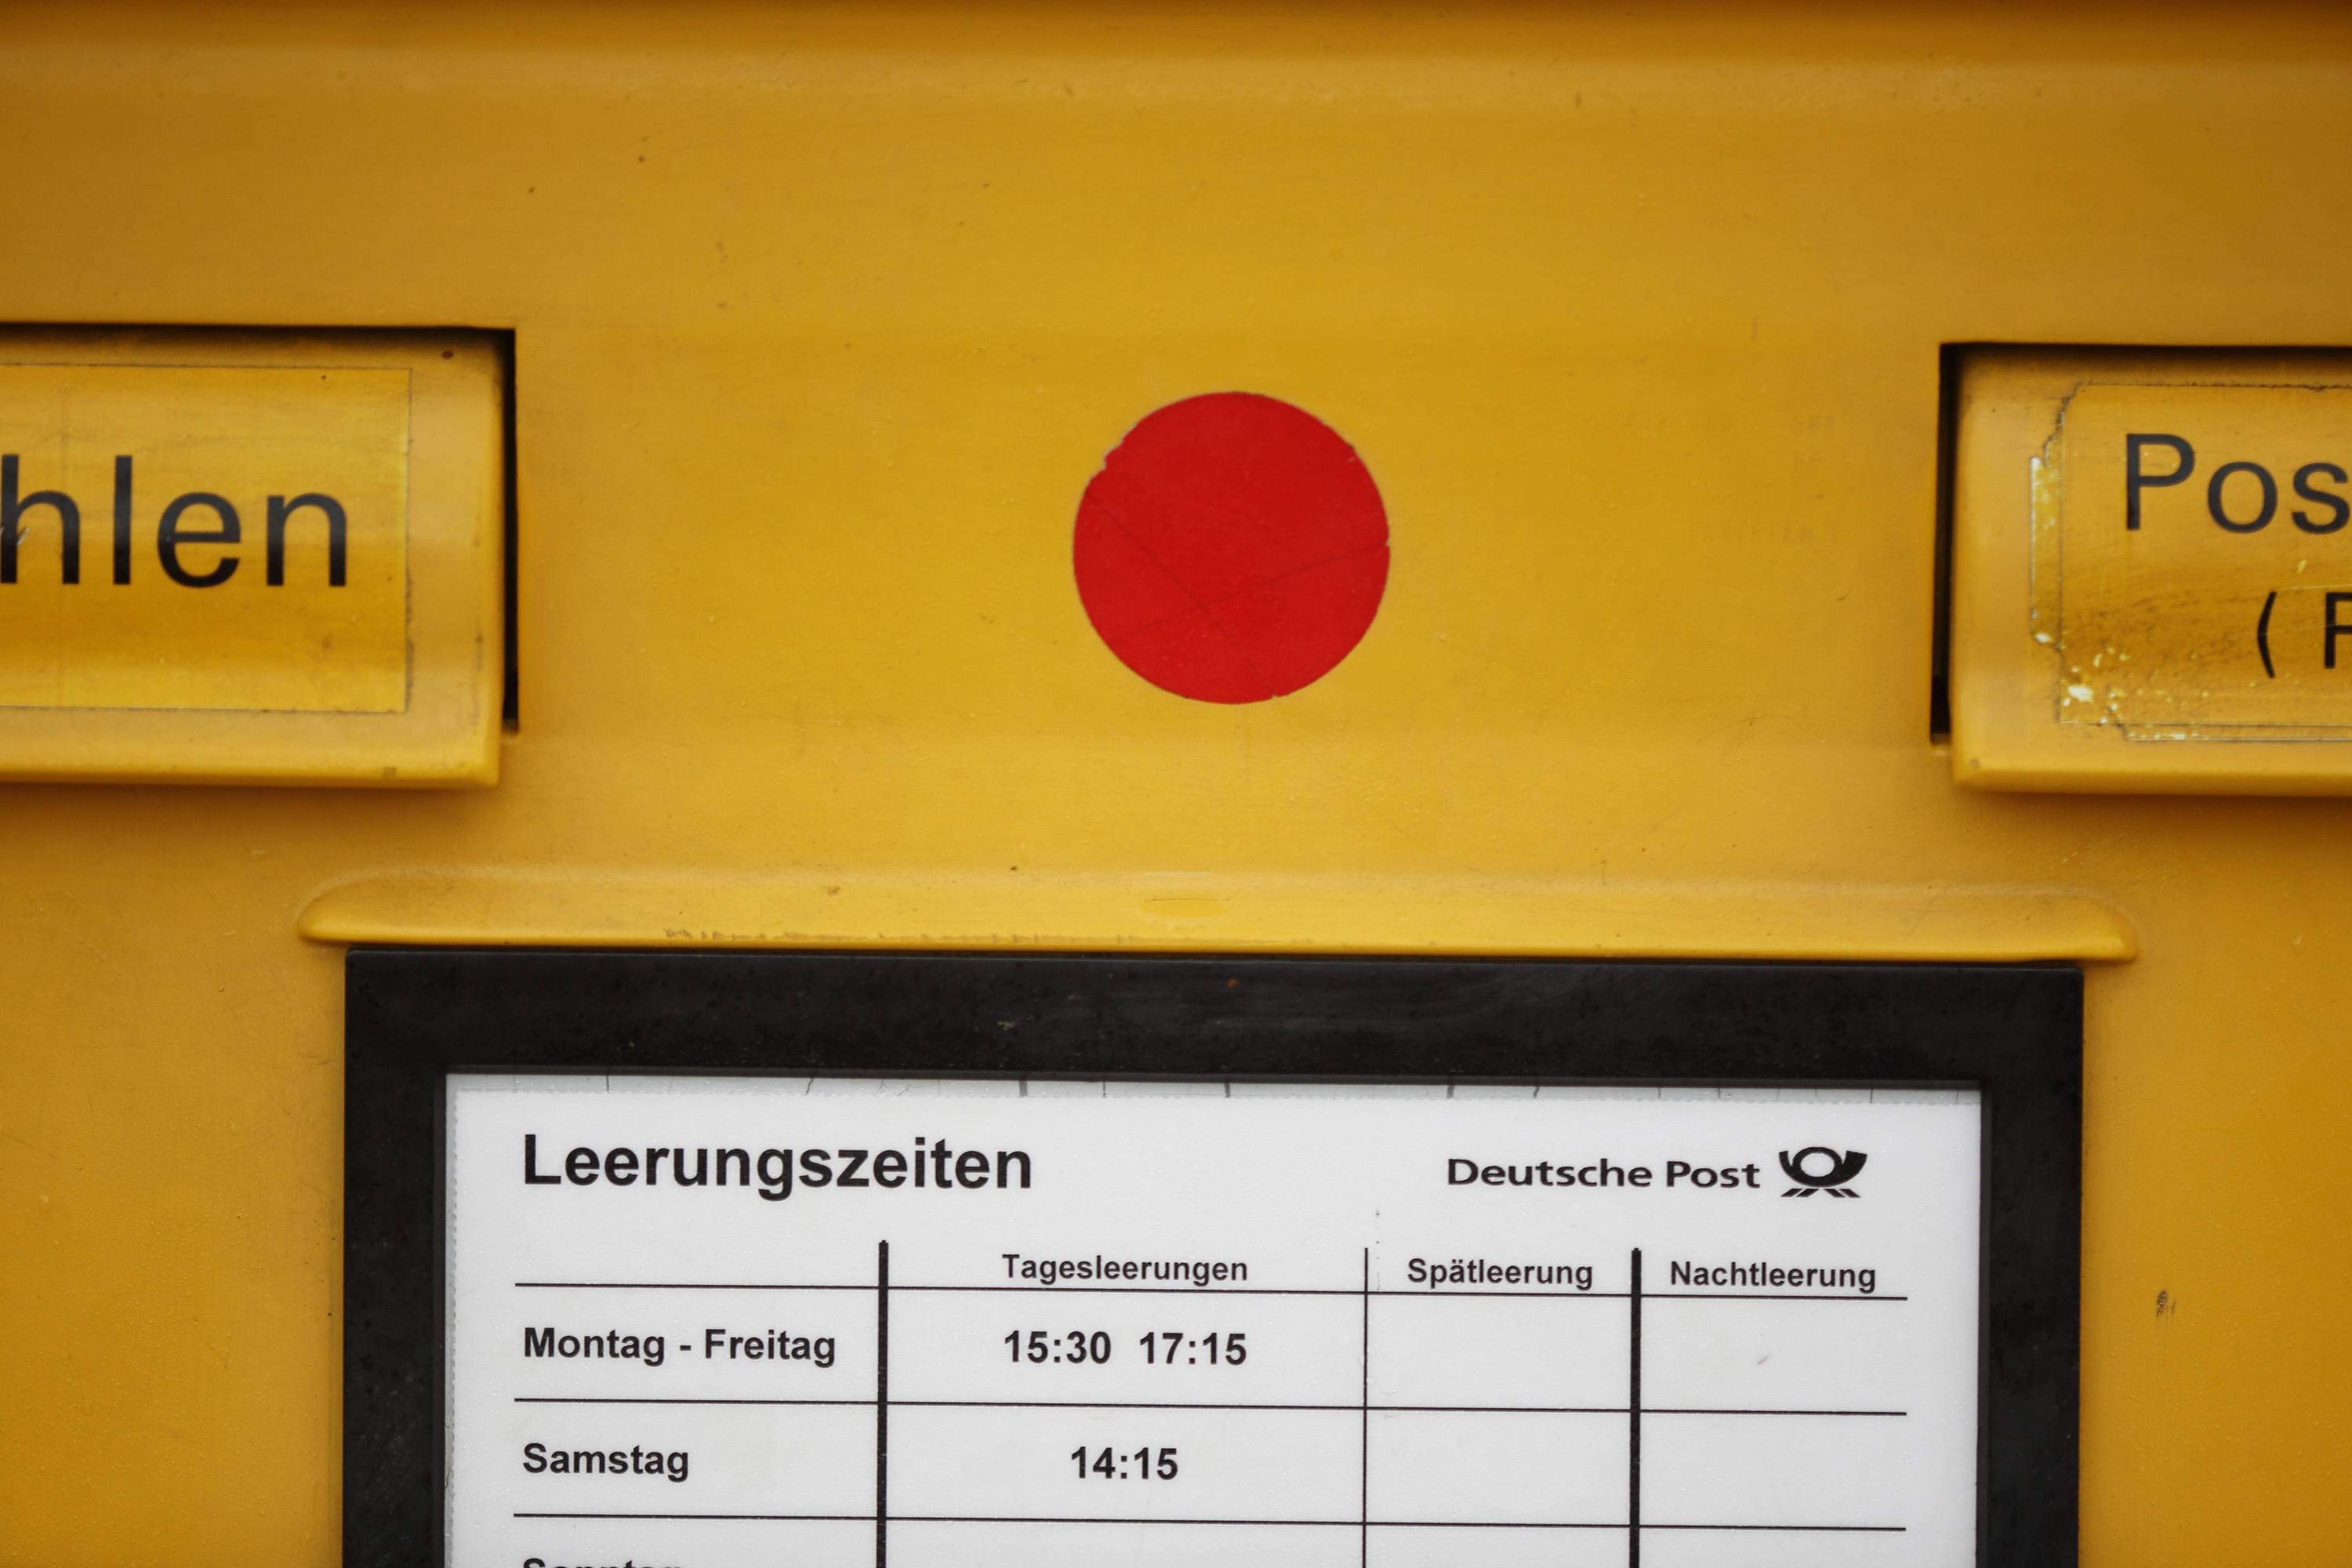 hlen
Pos
( F
Leerungszeiten
Deutsche Post
Tagesleerungen Spätleerung Nachtleerung
Montag - Freitag 15:30 17:15
Samstag 14:15